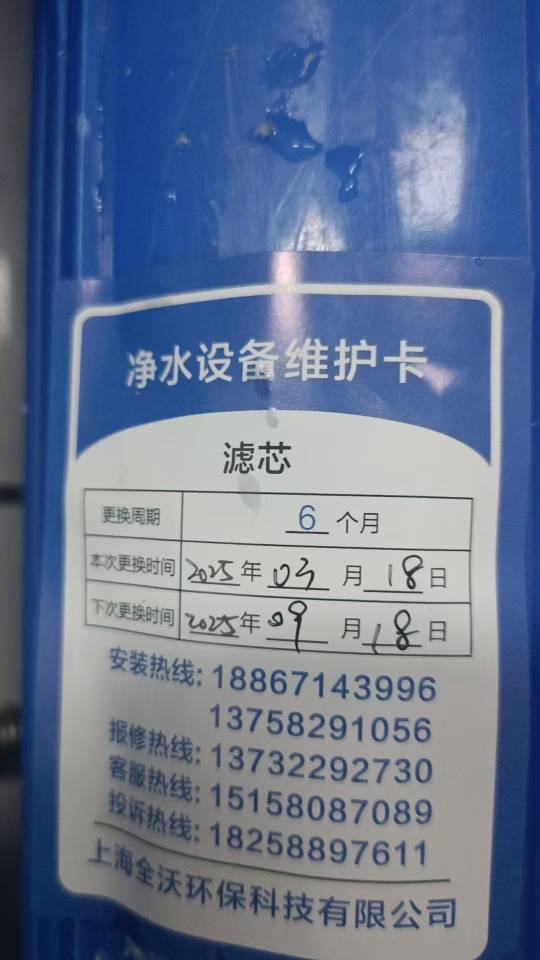 净水设备维护卡
滤芯
更换周期 6 个月
本次更换时间 2025年 03 月 18日
下次更换时间 2025年 09 月 18日
安装热线: 18867143996
13758291056
报修热线: 13732292730
客服热线: 15158087089
投诉热线: 18258897611
上海全沃环保科技有限公司